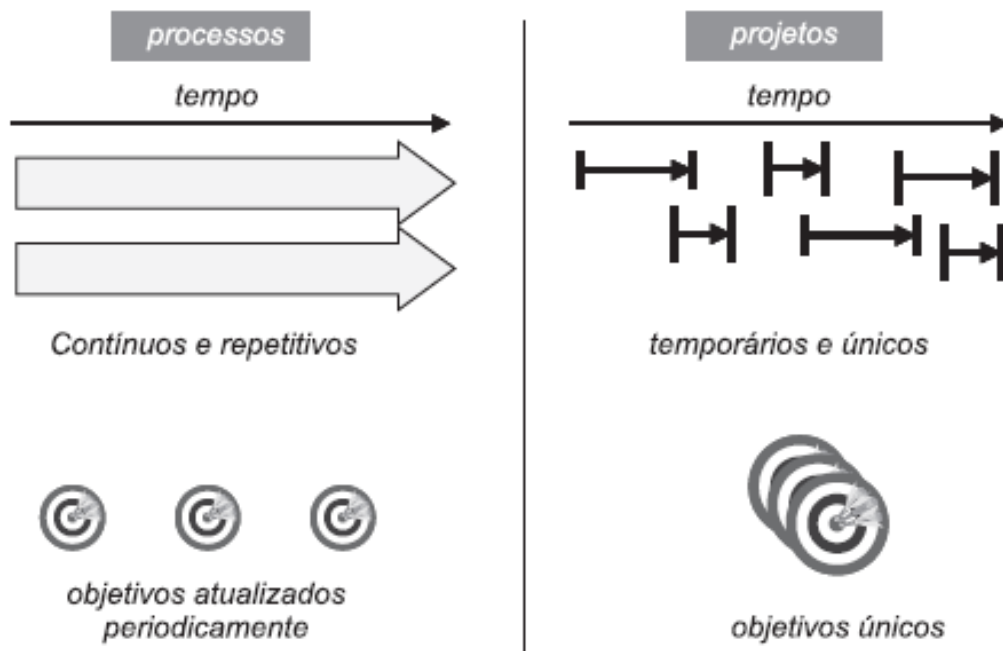 processos
tempo
Contínuos e repetitivos
objetivos atualizados
periodicamente
projetos
tempo
temporários e únicos
objetivos únicos